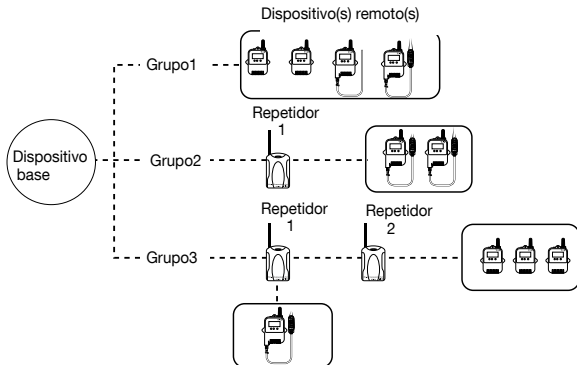 Dispositivo(s) remoto(s)
Grupo1
Repetidor
1
Dispositivo
base
Grupo2
Repetidor
1
Repetidor
2
Grupo3